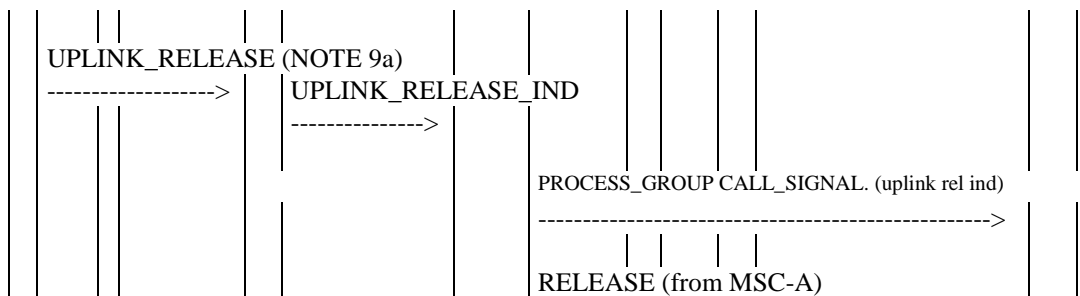 UPLINK_RELEASE (NOTE 9a)
-------------------> UPLINK_RELEASE_IND
--------------->
PROCESS_GROUP CALL_SIGNAL. (uplink rel ind)
--------------------------------------------------->
RELEASE (from MSC-A)